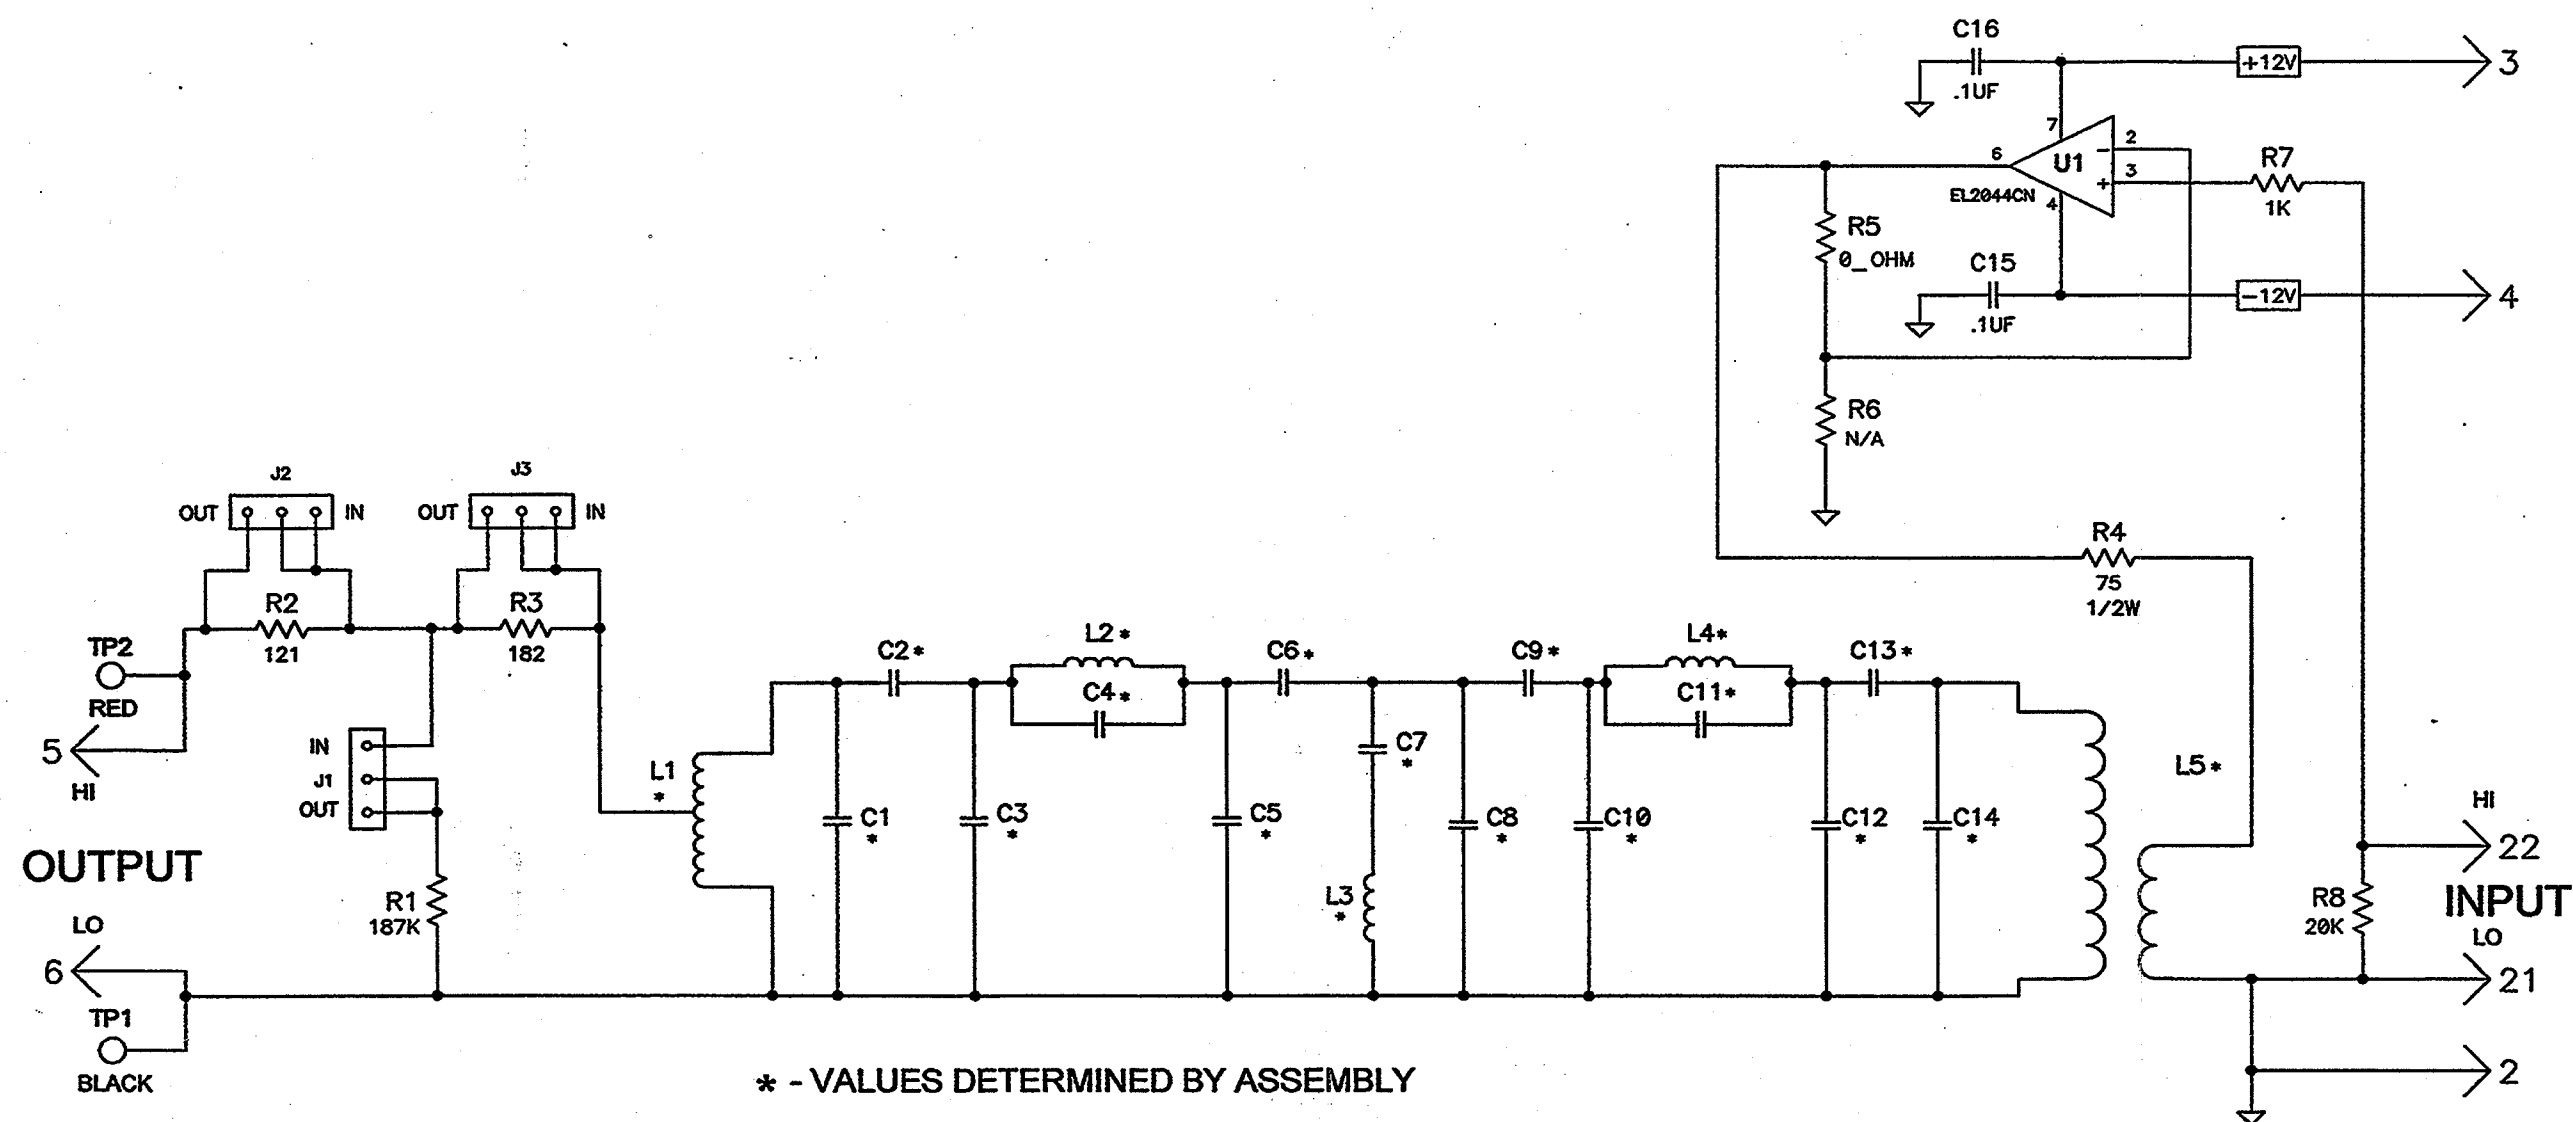 C16
.1UF
+12V
3
7
2
6
U1
-
3
+
EL2044CN
4
R7
1K
R5
0_OHM
C15
.1UF
-12V
4
R6
N/A
J2
OUT
IN
J3
OUT
IN
R4
75
1/2W
R2
121
R3
182
TP2
RED
5
HI
IN
J1
OUT
L1
*
C2*
L2*
C4*
C6*
C9*
L4*
C11*
C13*
C7
*
L5*
C1
*
C3
*
C5
*
C8
*
C10
*
C12
*
C14
*
L3
*
HI
22
OUTPUT
R1
187K
R8
20K
INPUT
LO
21
LO
6
TP1
BLACK
2
* - VALUES DETERMINED BY ASSEMBLY